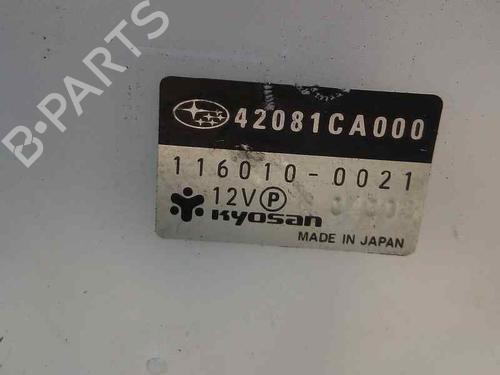 B-PARTS
42081CA000
116010-0021
12V P
KYOSAN
MADE IN JAPAN